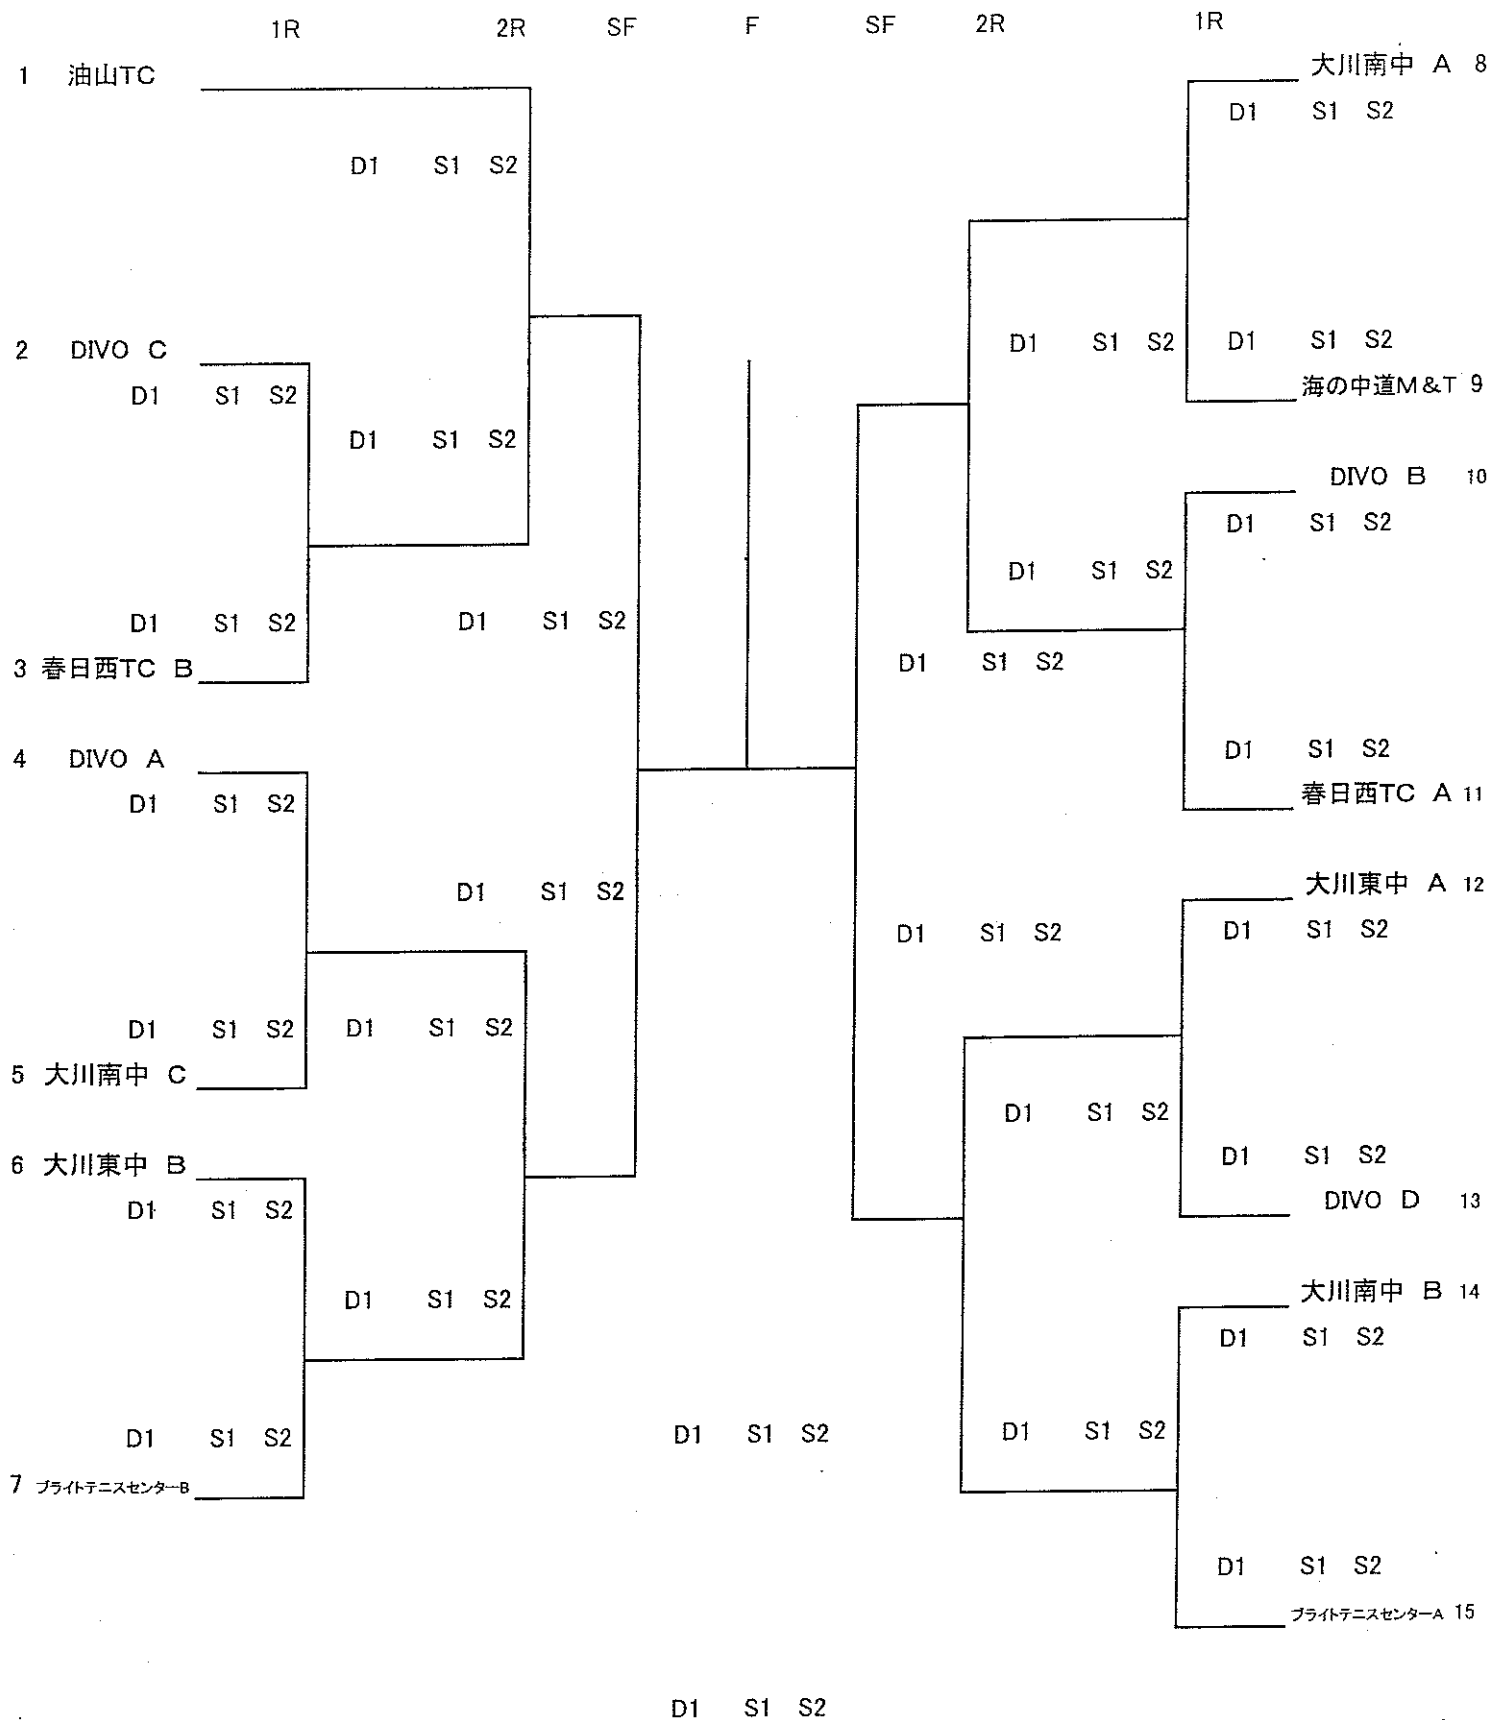 1R 2R SF F SF 2R 1R
1 油山TC 大川南中 A 8
D1 S1 S2
D1 S1 S2
D1 S1 S2 D1 S1 S2
2 DIVO C
海の中道M&T 9
D1 S1 S2
D1 S1 S2
DIVO B 10
D1 S1 S2
D1 S1 S2
D1 S1 S2 D1 S1 S2
D1 S1 S2
3 春日西TC B
4 DIVO A
D1 S1 S2
春日西TC A 11
D1 S1 S2
D1 S1 S2
大川東中 A 12
D1 S1 S2 D1 S1 S2
D1 S1 S2 D1 S1 S2
5 大川南中 C
D1 S1 S2
6 大川東中 B
D1 S1 S2
DIVO D 13
D1 S1 S2
D1 S1 S2
大川南中 B 14
D1 S1 S2
D1 S1 S2 D1 S1 S2 D1 S1 S2
7 ブライトテニスセンターB
D1 S1 S2
ブライトテニスセンターA 15
D1 S1 S2